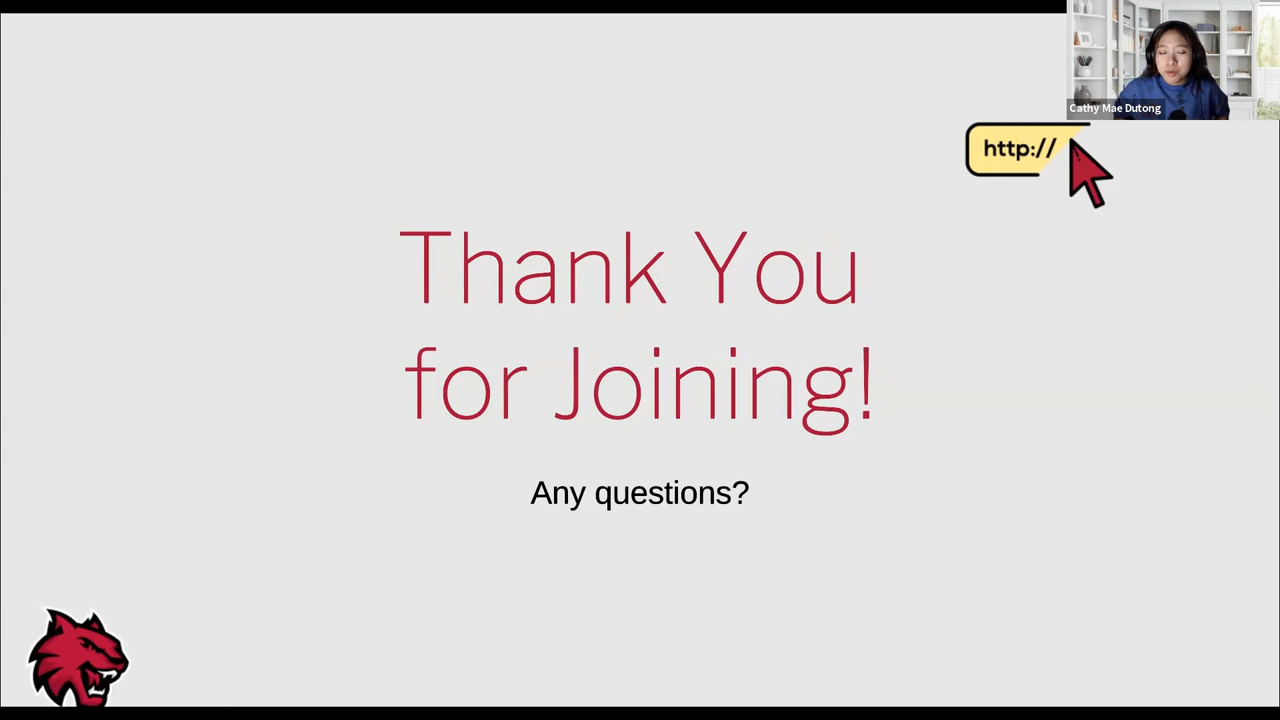 Cathy Mae Dutong
http://
Thank You
for Joining!
Any questions?